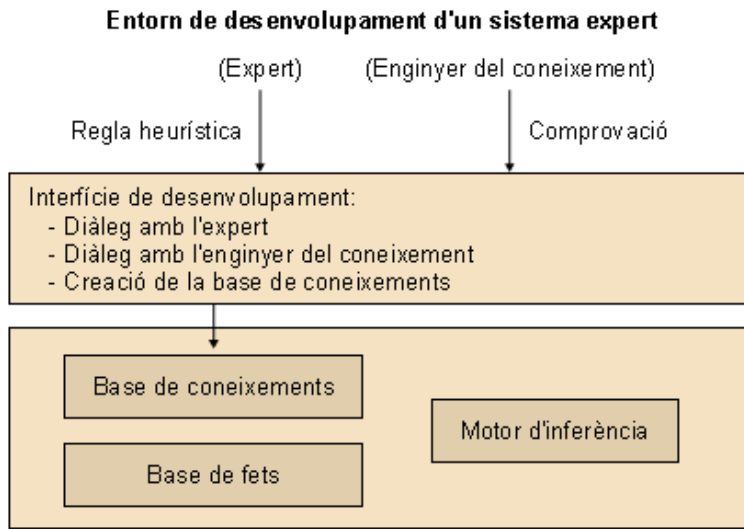 Entorn de desenvolupament d'un sistema expert
(Expert) (Enginyer del coneixement)
Regla heurística Comprovació
Interfície de desenvolupament:
- Diàleg amb l'expert
- Diàleg amb l'enginyer del coneixement
- Creació de la base de coneixements
Base de coneixements
Motor d'inferència
Base de fets